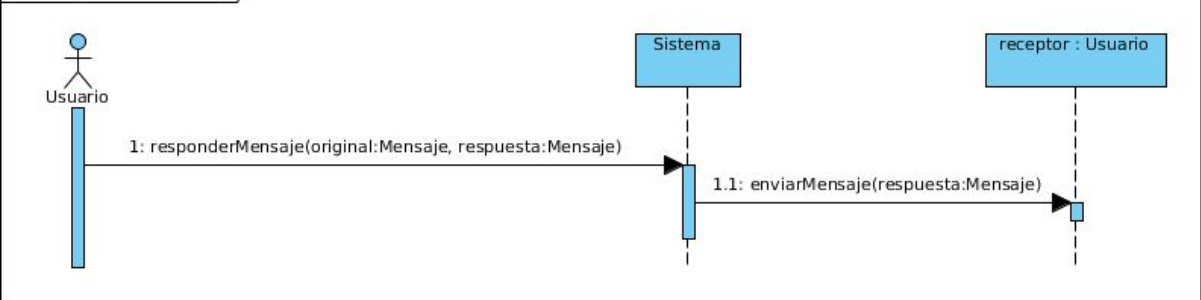 Sistema
receptor : Usuario
Usuario
1: responderMensaje(original:Mensaje, respuesta:Mensaje)
1.1: enviarMensaje(respuesta:Mensaje)